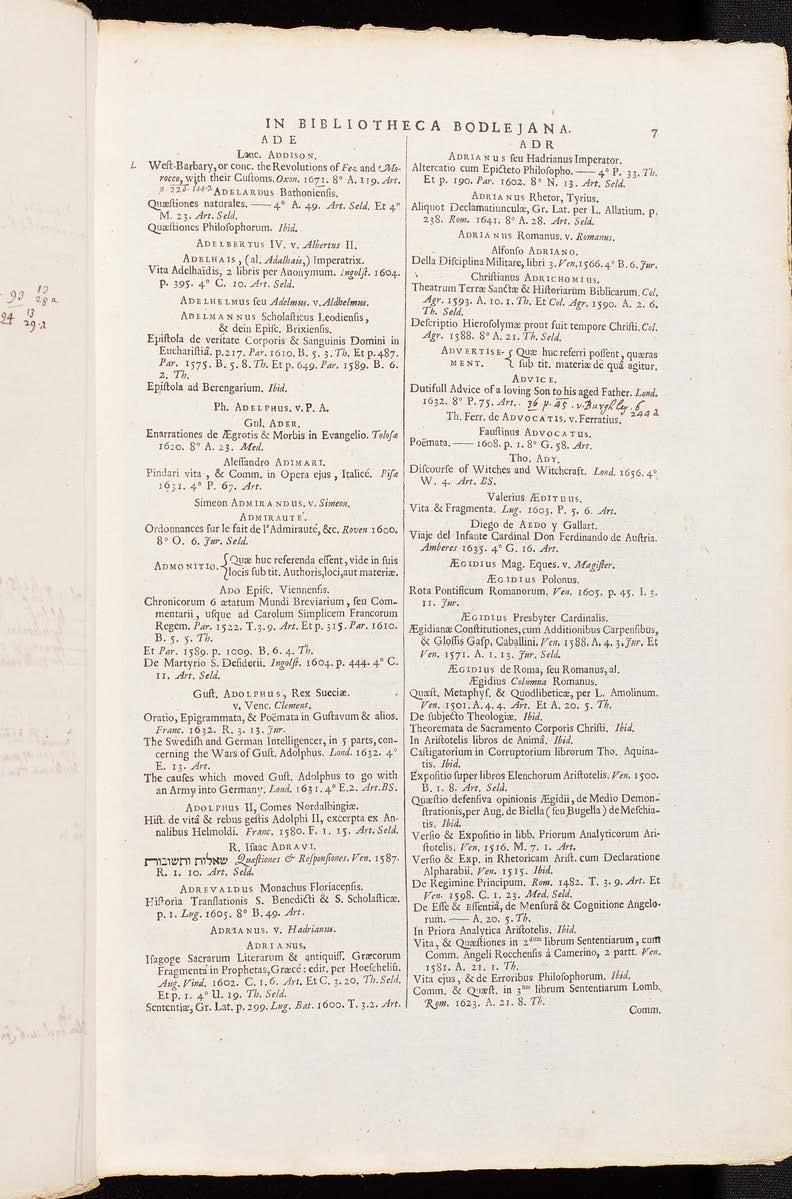 IN BIBLIOTHECA BODLEJANA.
7
ADE
Lanc. ADDISON.
L
West-Barbary, or conc. the Revolutions of Fez and Mo-
rocco, with their Customs. Oxon. 1671. 8° A. 119. Art.
ADELARDUS Bathoniensis.
Quæstiones naturales. —— 4° A. 49. Art. Seld. Et 4°
M. 23. Art. Seld.
Quæstiones Philosophorum. Ibid.
ADELBERTUS IV. v. Albertus II.
ADELHAIS, (al. Adalhais,) Imperatrix.
Vita Adelhaidis, 2 libris per Anonymum. Ingolst. 1604.
p. 395. 4° C. 10. Art. Seld.
ADELHELMUS seu Adelmus. v. Aldhelmus.
ADELMANNUS Scholasticus Leodiensis,
& dein Episc. Brixiensis.
Epistola de veritate Corporis & Sanguinis Domini in
Eucharistiâ. p. 217. Par. 1610. B. 5. 3. Th. Et p. 487.
Par. 1575. B. 5. 8. Th. Et p. 649. Par. 1589. B. 6.
2. Th.
Epistola ad Berengarium. Ibid.
Ph. ADELPHUS. v. P. A.
Gul. ADER.
Enarrationes de Ægrotis & Morbis in Evangelio. Tolosæ
1620. 8° A. 23. Med.
Alessandro ADIMARI.
Pindari vita, & Comm. in Opera ejus, Italicé. Pisæ
1631. 4° P. 67. Art.
Simeon ADMIRANDUS. v. Simeon.
ADMIRAUTE'.
Ordonnances sur le fait de l'Admirauté, &c. Roven 1600.
8° O. 6. Jur. Seld.
ADMONITIO. {Quæ huc referenda essent, vide in suis
locis sub tit. Authoris, loci, aut materiæ.
ADO Episc. Viennensis.
Chronicorum 6 ætatum Mundi Breviarium, seu Com-
mentarii, usque ad Carolum Simplicem Francorum
Regem. Par. 1522. T. 3. 9. Art. Et p. 315. Par. 1610.
B. 5. 5. Th.
Et Par. 1589. p. 1009. B. 6. 4. Th.
De Martyrio S. Desiderii. Ingolst. 1604. p. 444. 4° C.
11. Art. Seld.
Gust. ADOLPHUS, Rex Sueciæ.
v. Venc. Clement.
Oratio, Epigrammata, & Poëmata in Gustavum & alios.
Franc. 1632. R. 3. 13. Jur.
The Swedish and German Intelligencer, in 5 parts, con-
cerning the Wars of Gust. Adolphus. Lond. 1632. 4°
E. 13. Art.
The causes which moved Gust. Adolphus to go with
an Army into Germany. Lond. 1631. 4° E. 2. Art. BS.
ADOLPHUS II, Comes Nordalbingiæ.
Hist. de vitâ & rebus gestis Adolphi II, excerpta ex An-
nalibus Helmoldi. Franc. 1580. F. 1. 15. Art. Seld.
R. Isaac ADRAVI.
שאלות ותשובות Quæstiones & Responsiones. Ven. 1587.
R. 1. 10. Art. Seld.
ADREVALDUS Monachus Floriacensis.
Historia Translationis S. Benedicti & S. Scholasticæ.
p. 1. Lug. 1605. 8° B. 49. Art.
ADRIANUS. v. Hadrianus.
ADRIANUS.
Isagoge Sacrarum Literarum & antiquiss. Græcorum
Fragmenta in Prophetas, Græcé: edit. per Hoeschelịũ.
Aug. Vind. 1602. C. 1. 6. Art. Et C. 3. 20. Th. Seld.
Et p. 1. 4° U. 19. Th. Seld.
Sententiæ, Gr. Lat. p. 299. Lug. Bat. 1600. T. 3. 2. Art.
ADR
ADRIANUS seu Hadrianus Imperator.
Altercatio cum Epicteto Philosopho. —— 4° P. 33. Th.
Et p. 190. Par. 1602. 8° N. 13. Art. Seld.
ADRIANUS Rhetor, Tyrius.
Aliquot Declamatiunculæ, Gr. Lat. per L. Allatium. p.
238. Rom. 1641. 8° A. 28. Art. Seld.
ADRIANUS Romanus. v. Romanus.
Alfonso ADRIANO.
Della Disciplina Militare, libri 3. Ven. 1566. 4° B. 6. Jur.
Christianus ADRICHOMIUS.
Theatrum Terræ Sanctæ & Historiarum Biblicarum. Col.
Agr. 1593. A. 10. 1. Th. Et Col. Agr. 1590. A. 2. 6.
Th. Seld.
Descriptio Hierosolymæ prout fuit tempore Christi. Col.
Agr. 1588. 8° A. 21. Th. Seld.
ADVERTISE-MENT. {Quæ huc referri possent, quæras
sub tit. materiæ de quâ agitur.
ADVICE.
Dutifull Advice of a loving Son to his aged Father. Lond.
1632. 8° P. 75. Art. 36 p. 45. v. Burghley. 6
244 2
Th. Ferr. de ADVOCATIS. v. Ferratius.
Faustinus ADVOCATUS.
Poëmata. —— 1608. p. 1. 8° G. 58. Art.
Tho. ADY.
Discourse of Witches and Witchcraft. Lond. 1656. 4°
W. 4. Art. BS.
Valerius ÆDITUUS.
Vita & Fragmenta. Lug. 1603. P. 5. 6. Art.
Diego de AEDO y Gallart.
Viaje del Infante Cardinal Don Ferdinando de Austria.
Amberes 1635. 4° G. 16. Art.
ÆGIDIUS Mag. Eques. v. Magister.
ÆGIDIUS Polonus.
Rota Pontificum Romanorum. Ven. 1605. p. 45. I. 3.
11. Jur.
ÆGIDIUS Presbyter Cardinalis.
Ægidianæ Constitutiones, cum Additionibus Carpensibus,
& Glossis Gasp. Caballini. Ven. 1588. A. 4. 3. Jur. Et
Ven. 1571. A. 1. 13. Jur. Seld.
ÆGIDIUS de Roma, seu Romanus, al.
Ægidius Columna Romanus.
Quæst. Metaphys. & Quodlibeticæ, per L. Amolinum.
Ven. 1501. A. 4. 4. Art. Et A. 20. 5. Th.
De subjecto Theologiæ. Ibid.
Theoremata de Sacramento Corporis Christi. Ibid.
In Aristotelis libros de Animâ. Ibid.
Castigatorium in Corruptorium librorum Tho. Aquina-
tis. Ibid.
Expositio super libros Elenchorum Aristotelis. Ven. 1500.
B. 1. 8. Art. Seld.
Quæstio defensiva opinionis Ægidii, de Medio Demon-
strationis, per Aug. de Biella (seu Bugella) de Meschia-
tis. Ibid.
Versio & Expositio in libb. Priorum Analyticorum Ari-
stotelis. Ven. 1516. M. 7. 1. Art.
Versio & Exp. in Rhetoricam Arist. cum Declaratione
Alpharabii. Ven. 1515. Ibid.
De Regimine Principum. Rom. 1482. T. 3. 9. Art. Et
Ven. 1598. C. 1. 23. Med. Seld.
De Esse & Essentiâ, de Mensurâ & Cognitione Angelo-
rum. —— A. 20. 5. Th.
In Priora Analytica Aristotelis. Ibid.
Vita, & Quæstiones in 2dum librum Sententiarum, cum
Comm. Angeli Rocchensis à Camerino, 2 partt. Ven.
1581. A. 21. 1. Th.
Vita ejus, & de Erroribus Philosophorum. Ibid.
Comm. & Quæst. in 3um librum Sententiarum Lomb.
Rom. 1623. A. 21. 8. Th.
Comm.